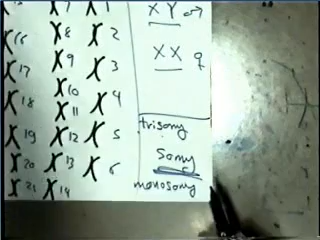 X 7 X 1 XY ♂
X 16 X 8 X 2
XX ♀
X 17 X 9 X 3
X 10
X 18 X 11 X 4
trisomy
X 19 X 12 X 5
Somy
X 20 X 13 X 6
monosomy
X 21 X 14